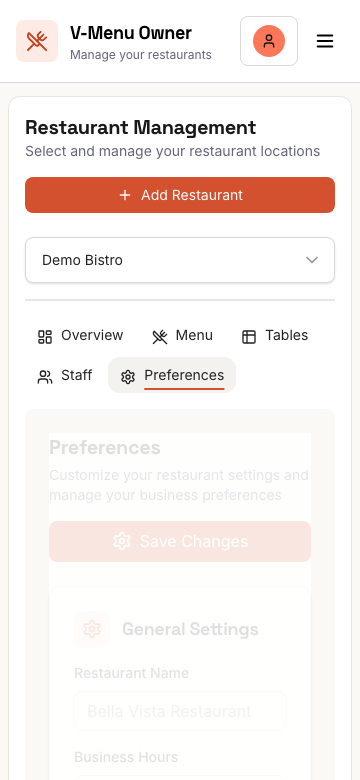 V-Menu Owner
Manage your restaurants
Restaurant Management
Select and manage your restaurant locations
Add Restaurant
Demo Bistro
Overview
Menu
Tables
Staff
Preferences
Preferences
Customize your restaurant settings and
manage your business preferences
Save Changes
General Settings
Restaurant Name
Bella Vista Restaurant
Business Hours